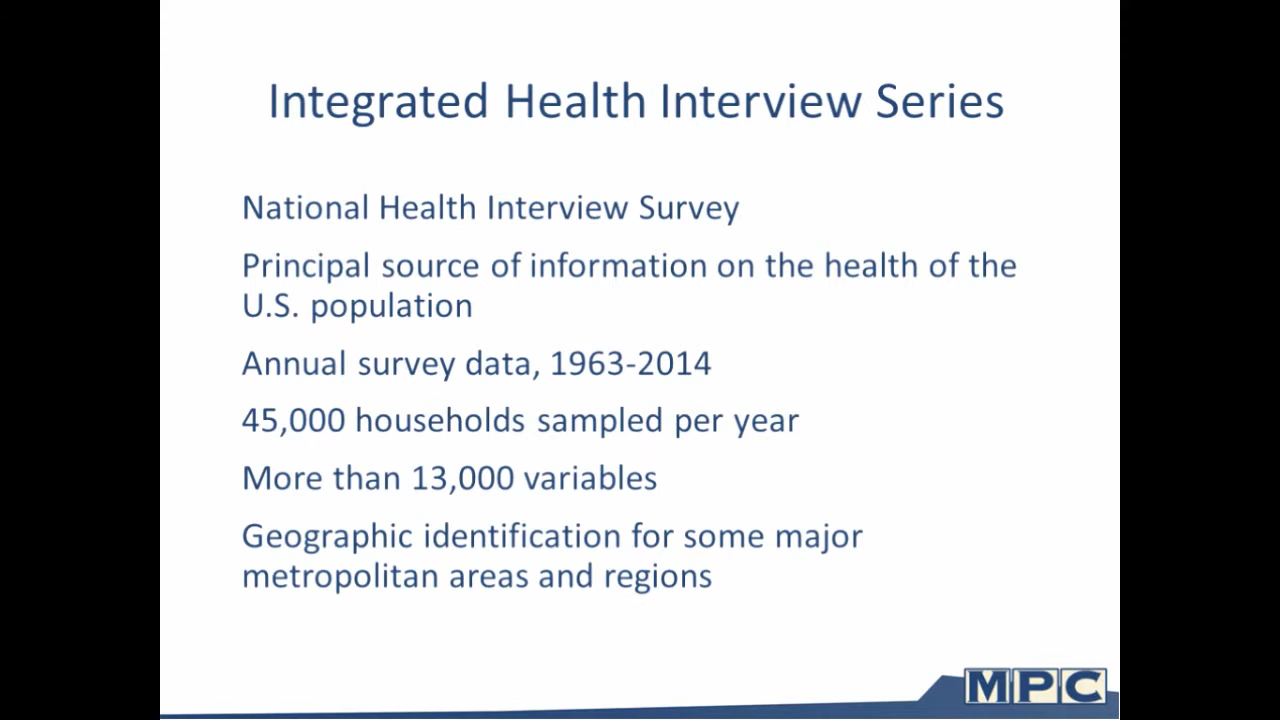 Integrated Health Interview Series
National Health Interview Survey
Principal source of information on the health of the
U.S. population
Annual survey data, 1963-2014
45,000 households sampled per year
More than 13,000 variables
Geographic identification for some major
metropolitan areas and regions
MPC